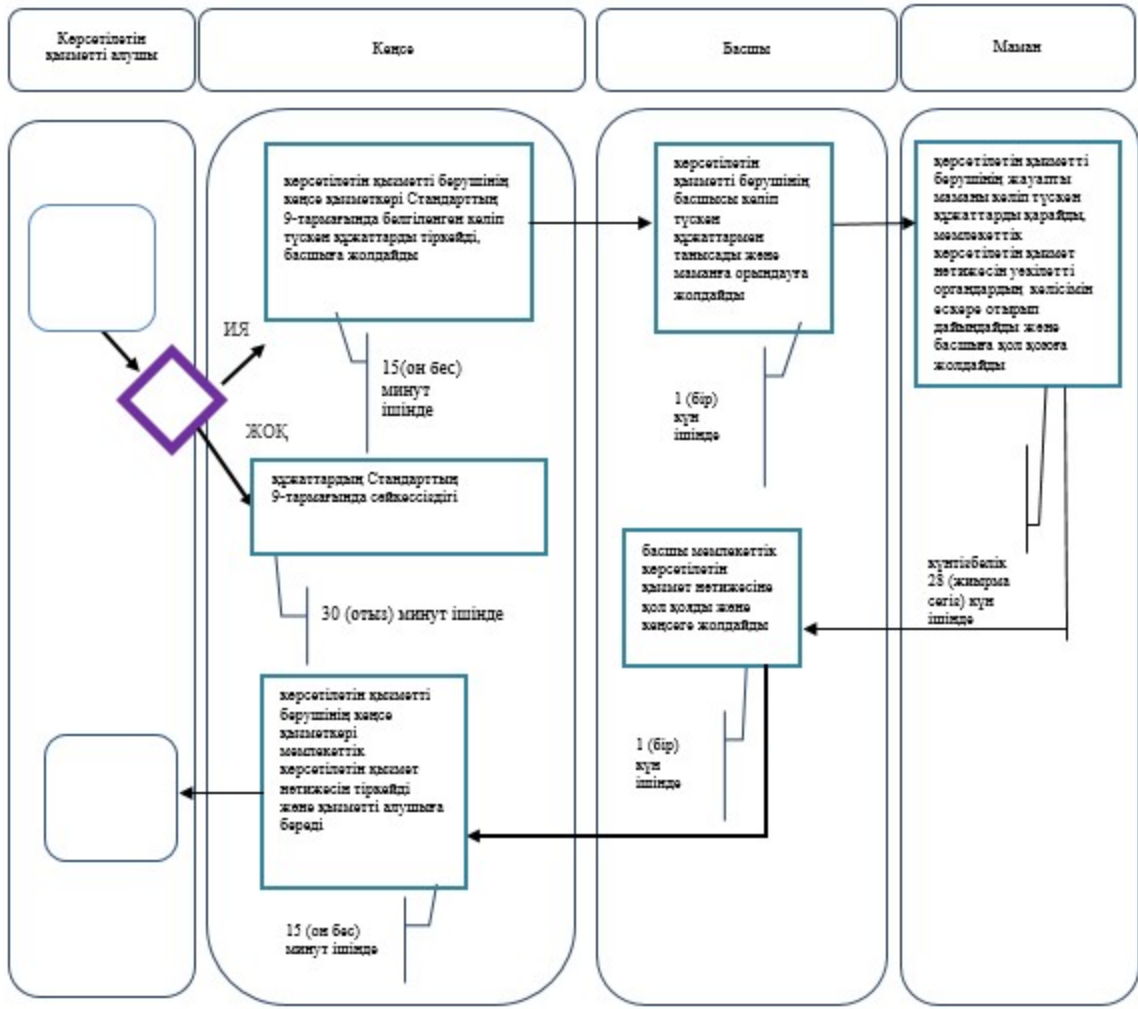 Көрсетілетін
қызметті алушы
Кеңсе
Басшы
Маман
көрсетілетін қызметті берушінің
кеңсе қызметкері Стандарттың
9-тармағында белгіленген келіп
түскен құжаттарды тіркейді,
басшыға жолдайды
көрсетілетін
қызметті берушінің
басшысы келіп
түскен
құжаттармен
танысады және
маманға орындауға
жолдайды
көрсетілетін қызметті
берушінің жауапты
маманы келіп түскен
құжаттарды қарайды,
мемлекеттік
көрсетілетін қызмет
нәтижесін уәкілетті
органдардың келісімін
ескере отырып
дайындайды және
басшыға қол қоюға
жолдайды
ИЯ
15(он бес)
минут
ішінде
1 (бір)
күн
ішінде
ЖОҚ
құжаттардың Стандарттың
9-тармағында сәйкессіздігі
30 (отыз) минут ішінде
басшы мемлекеттік
көрсетілетін
қызмет нәтижесіне
қол қояды және
кеңсеге жолдайды
күнтізбелік
28 (жиырма
сегіз) күн
ішінде
көрсетілетін қызметті
берушінің кеңсе
қызметкері
мемлекеттік
көрсетілетін қызмет
нәтижесін тіркейді
және қызметті алушыға
береді
1 (бір)
күн
ішінде
15 (он бес)
минут ішінде